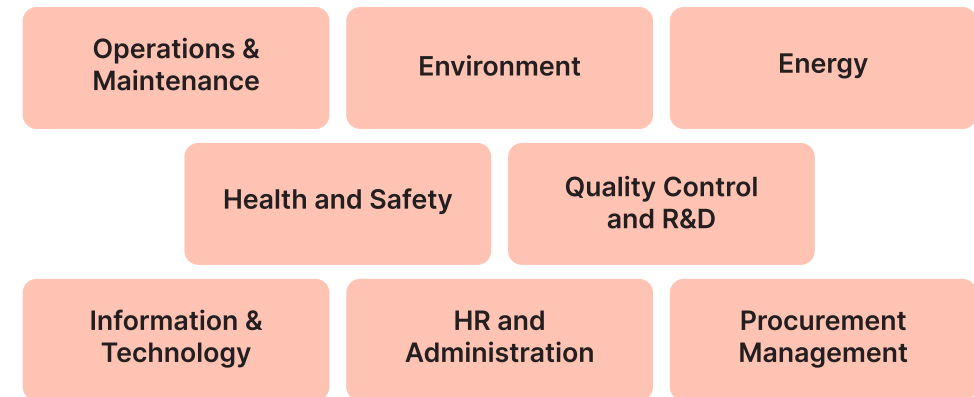 Operations &
Maintenance
Environment
Energy
Health and Safety
Quality Control
and R&D
Information &
Technology
HR and
Administration
Procurement
Management